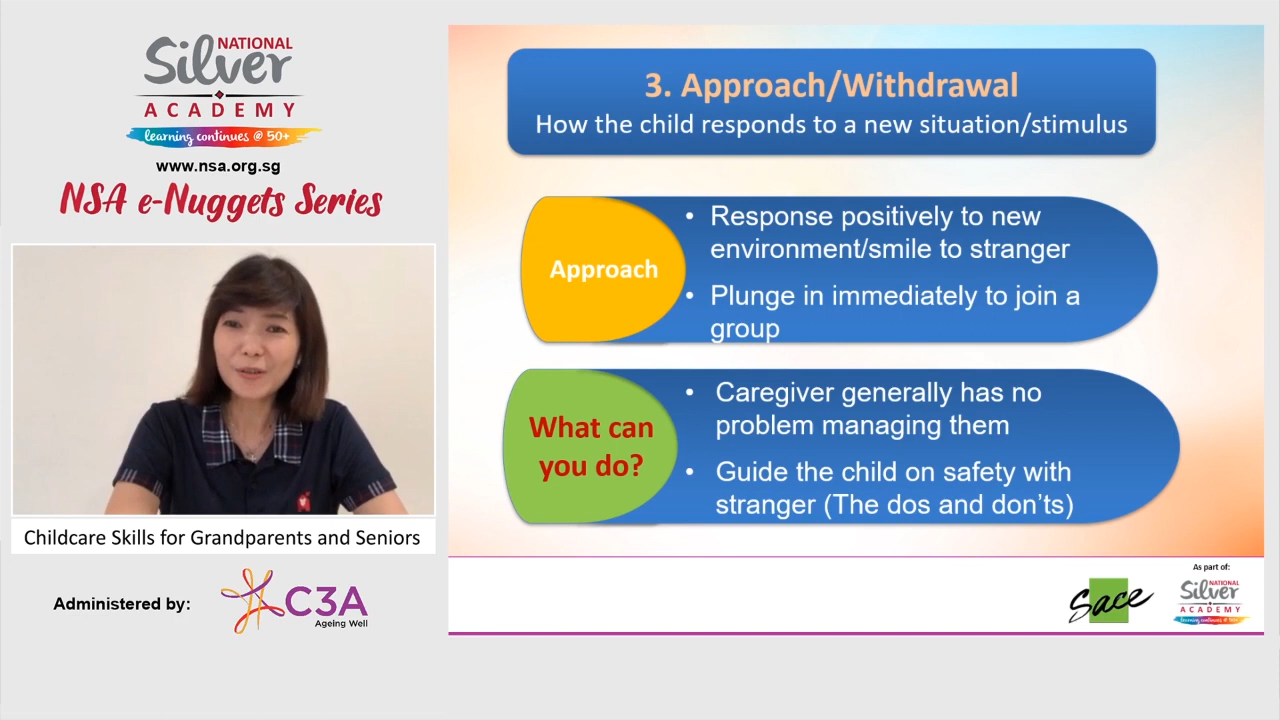 NATIONAL
Silver
ACADEMY
learning continues @ 50+
www.nsa.org.sg
NSA e-Nuggets Series
Childcare Skills for Grandparents and Seniors
Administered by:
C3A
Ageing Well
3. Approach/Withdrawal
How the child responds to a new situation/stimulus
Approach
• Response positively to new
environment/smile to stranger
• Plunge in immediately to join a
group
What can
you do?
• Caregiver generally has no
problem managing them
• Guide the child on safety with
stranger (The dos and don'ts)
Sace
As part of:
NATIONAL
Silver
ACADEMY
learning continues @ 50+